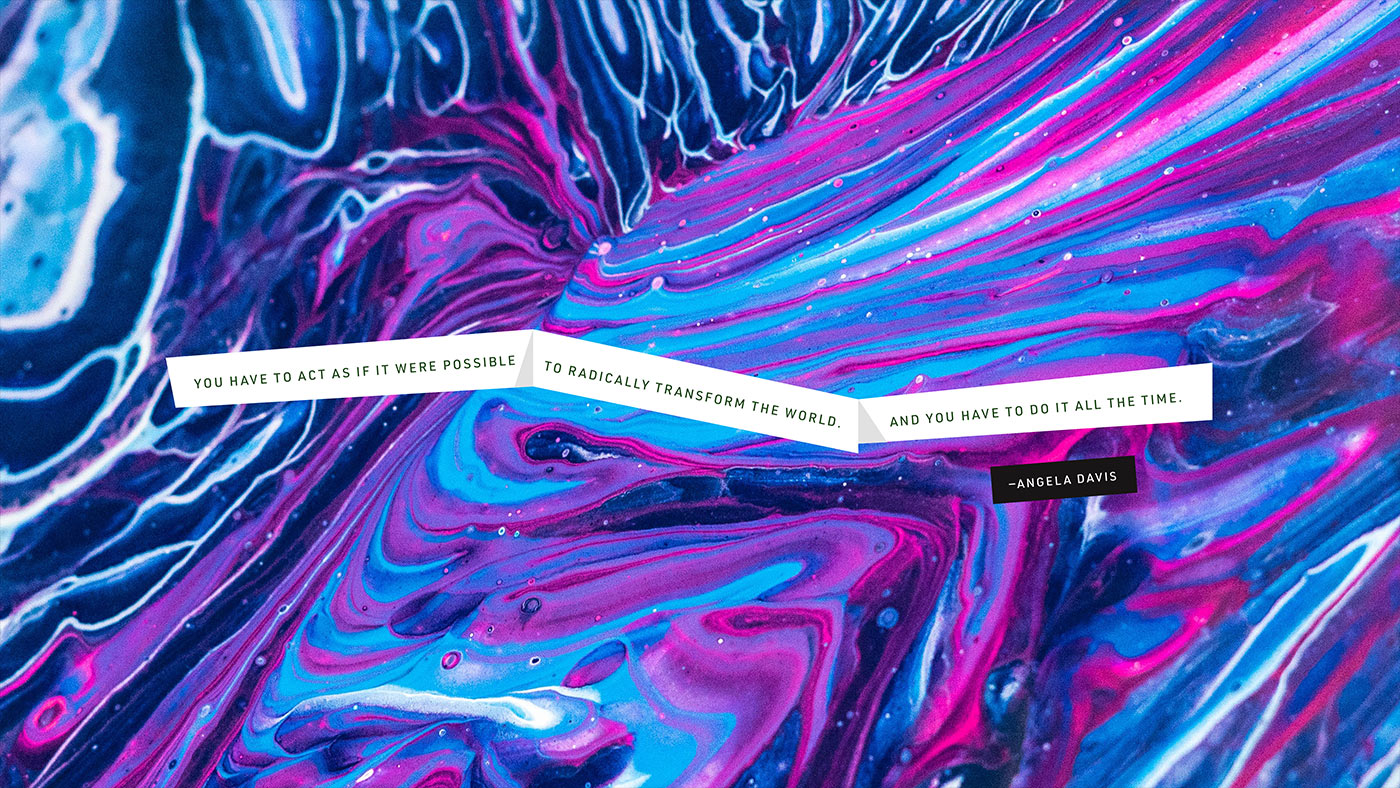 YOU HAVE TO ACT AS IF IT WERE POSSIBLE
TO RADICALLY TRANSFORM THE WORLD.
AND YOU HAVE TO DO IT ALL THE TIME.
–ANGELA DAVIS